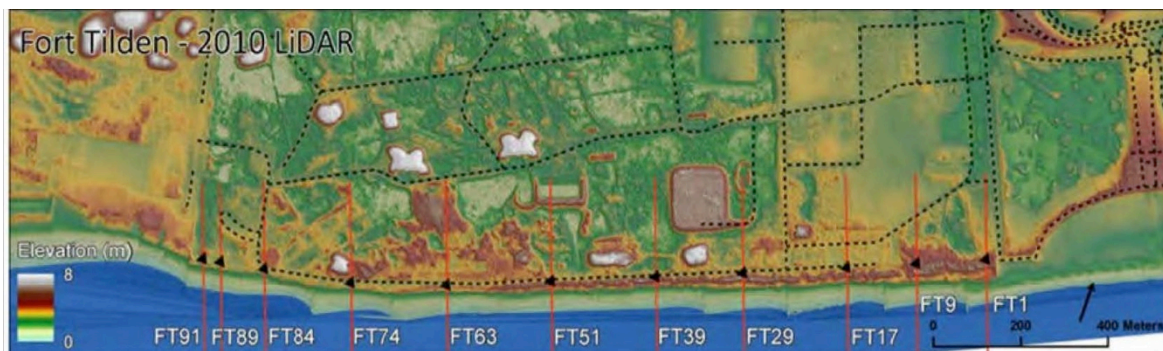 Fort Tilden - 2010 LiDAR
Elevation (m)
8
0
FT91
FT89
FT84
FT74
FT63
FT51
FT39
FT29
FT17
FT9
FT1
0 200 400 Meters